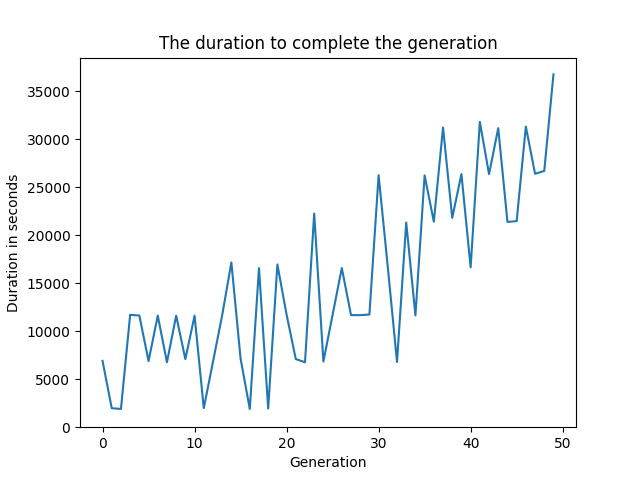 The duration to complete the generation
35000
30000
25000
20000
15000
10000
5000
0
Duration in seconds
0 10 20 30 40 50
Generation